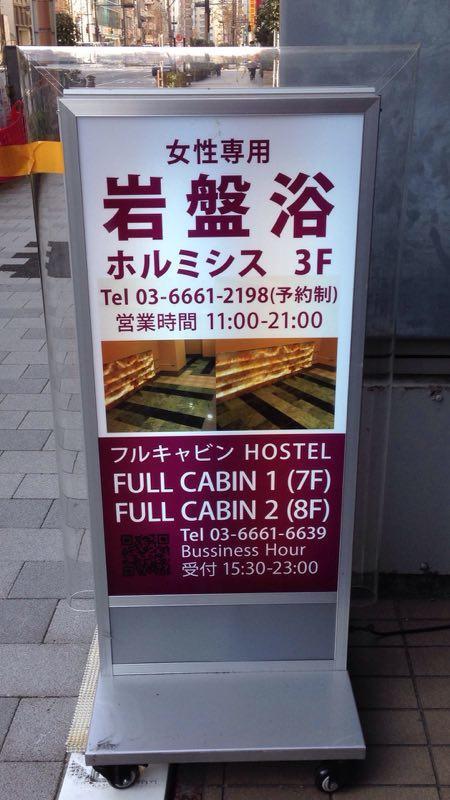 女性専用
岩盤浴
ホルミシス 3F
Tel 03-6661-2198(予約制)
営業時間 11:00-21:00
フルキャビン HOSTEL
FULL CABIN 1 (7F)
FULL CABIN 2 (8F)
Tel 03-6661-6639
Bussiness Hour
受付 15:30-23:00